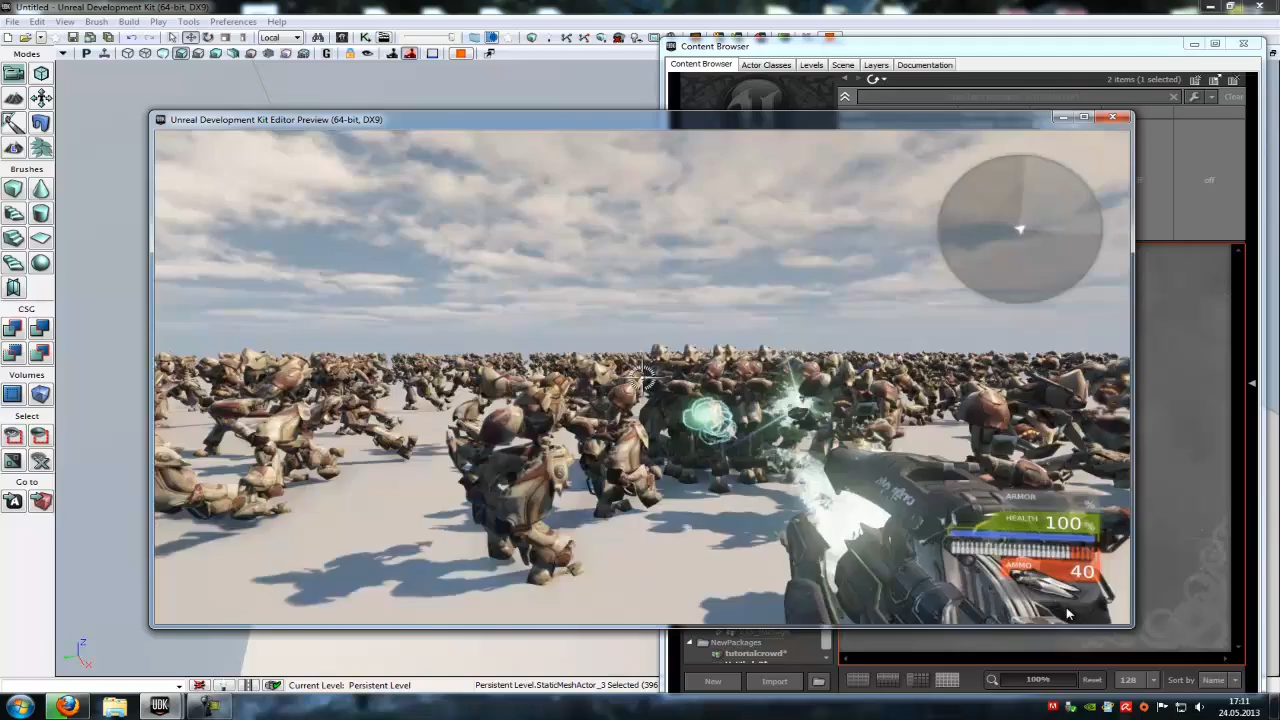 Untitled - Unreal Development Kit (64-bit, DX9)
File Edit View Brush Build Play Tools Preferences Help
Local
Modes
Content Browser
Content Browser Actor Classes Levels Scene Layers Documentation
2 items (1 selected)
Clear
off
Unreal Development Kit Editor Preview (64-bit, DX9)
Brushes
CSG
Volumes
Select
Go to
ARMOR
%
HEALTH 100 %
AMMO 40
NewPackages
tutorialcrowd*
New Import
100% Reset 128 Sort by Name
Z
X
Current Level: Persistent Level
Persistent Level.StaticMeshActor_3 Selected (396
UDK
17:11
24.05.2013